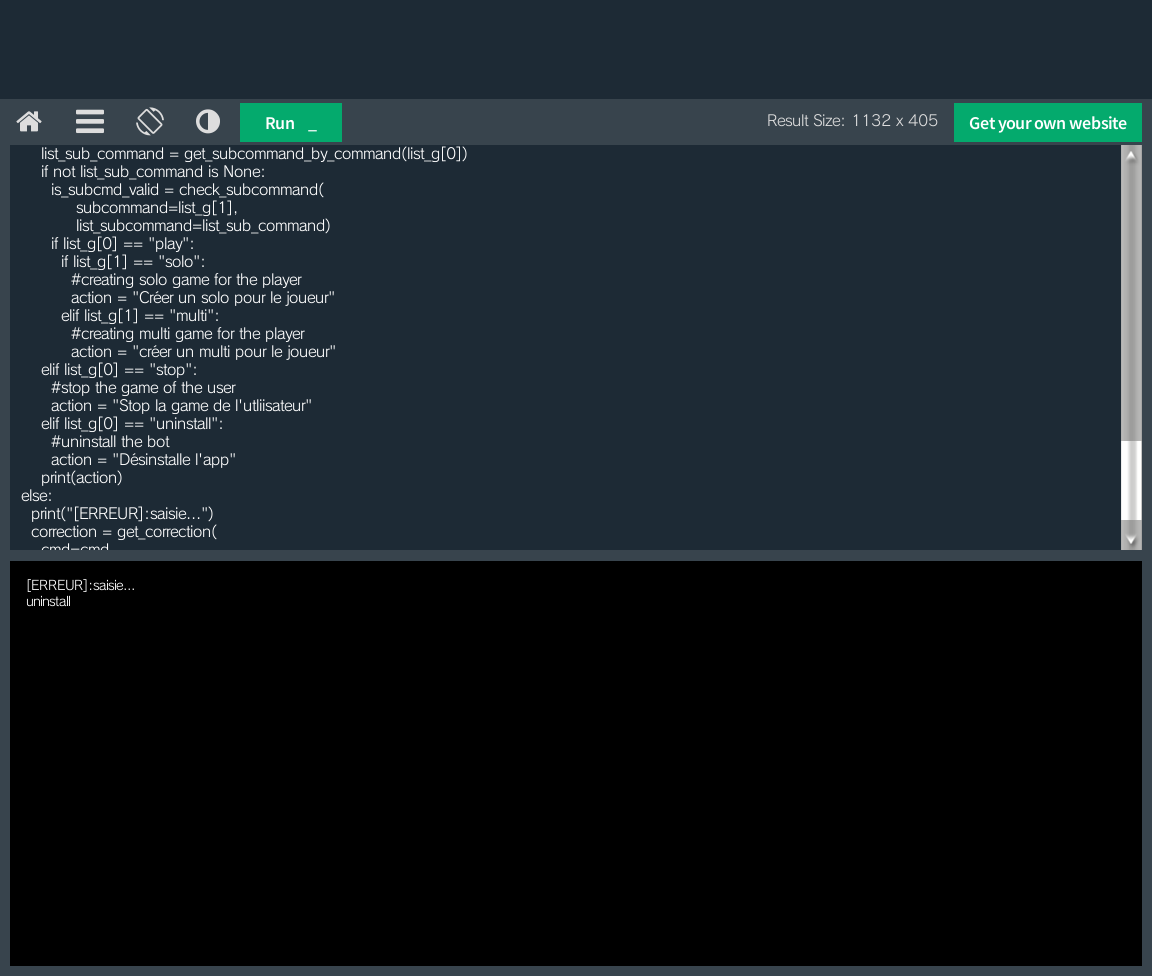 Run _
Result Size: 1132 x 405
Get your own website
list_sub_command = get_subcommand_by_command(list_g[0])
if not list_sub_command is None:
is_subcmd_valid = check_subcommand(
subcommand=list_g[1],
list_subcommand=list_sub_command)
if list_g[0] == "play":
if list_g[1] == "solo":
#creating solo game for the player
action = "Créer un solo pour le joueur"
elif list_g[1] == "multi":
#creating multi game for the player
action = "créer un multi pour le joueur"
elif list_g[0] == "stop":
#stop the game of the user
action = "Stop la game de l'utliisateur"
elif list_g[0] == "uninstall":
#uninstall the bot
action = "Désinstalle l'app"
print(action)
else:
print("[ERREUR]:saisie...")
correction = get_correction(
cmd=cmd
[ERREUR]:saisie...
uninstall